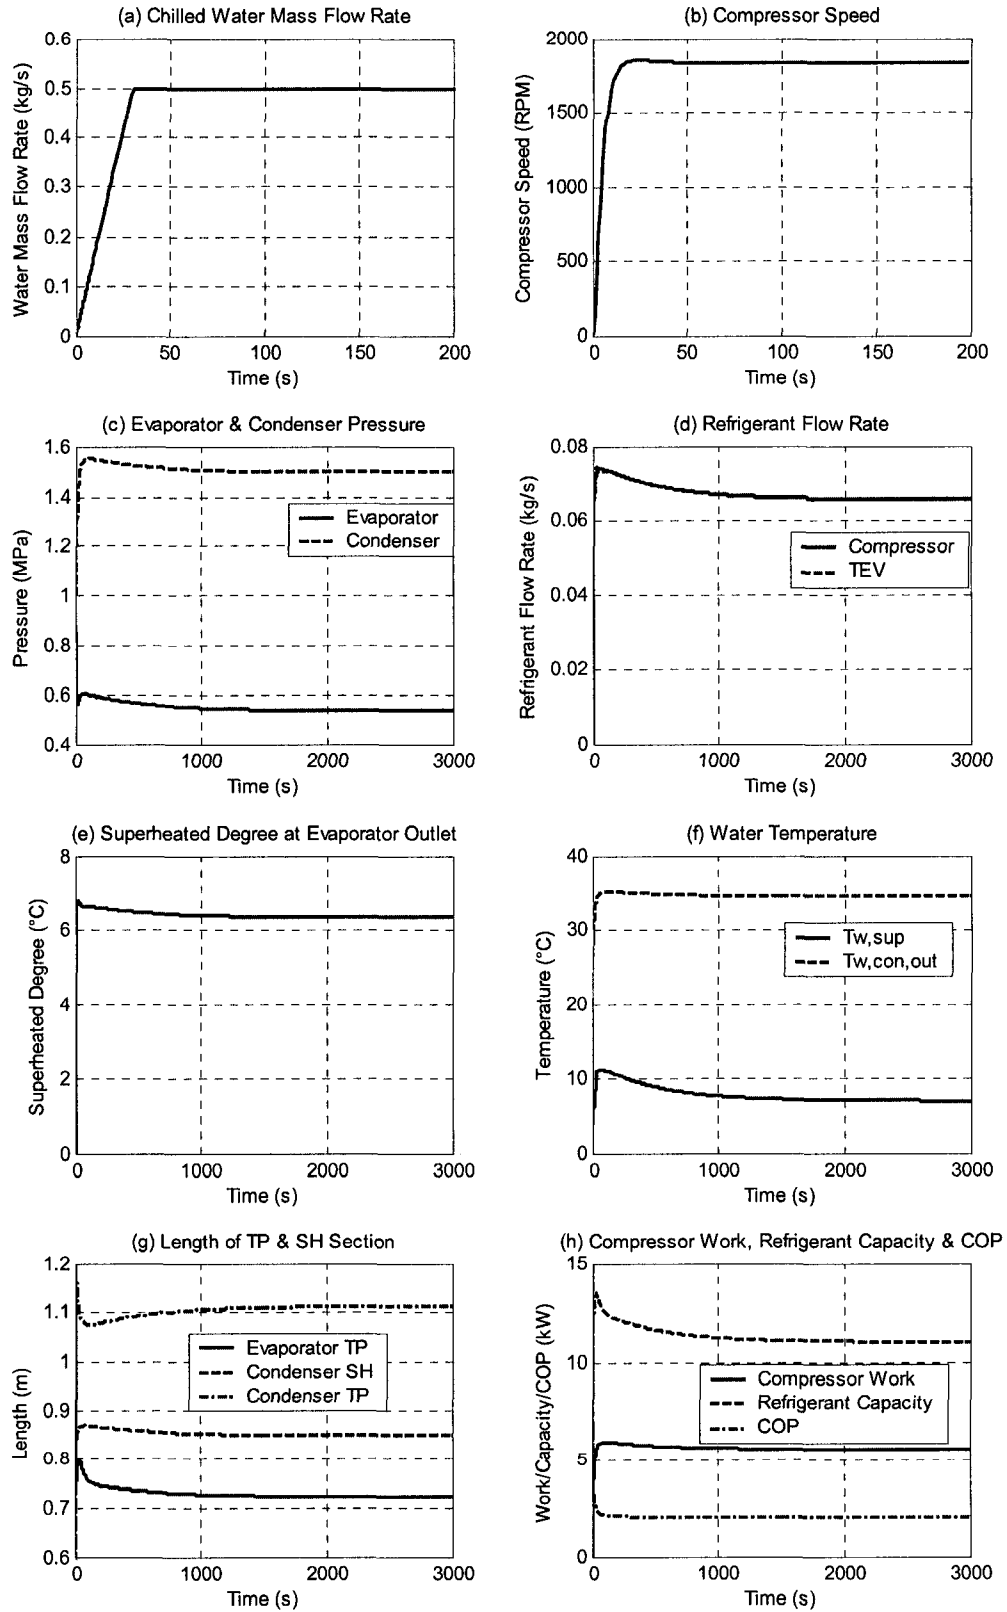 (a) Chilled Water Mass Flow Rate
Water Mass Flow Rate (kg/s)
0.6
0.5
0.4
0.3
0.2
0.1
0
0 50 100 150 200
Time (s)
(b) Compressor Speed
Compressor Speed (RPM)
2000
1500
1000
500
0
0 50 100 150 200
Time (s)
(c) Evaporator & Condenser Pressure
Pressure (MPa)
1.6
1.4
1.2
1
0.8
0.6
0.4
Evaporator
Condenser
0 1000 2000 3000
Time (s)
(d) Refrigerant Flow Rate
Refrigerant Flow Rate (kg/s)
0.08
0.06
0.04
0.02
0
Compressor
TEV
0 1000 2000 3000
Time (s)
(e) Superheated Degree at Evaporator Outlet
Superheated Degree (°C)
8
6
4
2
0
0 1000 2000 3000
Time (s)
(f) Water Temperature
Temperature (°C)
40
30
20
10
0
Tw,sup
Tw,con,out
0 1000 2000 3000
Time (s)
(g) Length of TP & SH Section
Length (m)
1.2
1.1
1
0.9
0.8
0.7
0.6
Evaporator TP
Condenser SH
Condenser TP
0 1000 2000 3000
Time (s)
(h) Compressor Work, Refrigerant Capacity & COP
Work/Capacity/COP (kW)
15
10
5
0
Compressor Work
Refrigerant Capacity
COP
0 1000 2000 3000
Time (s)